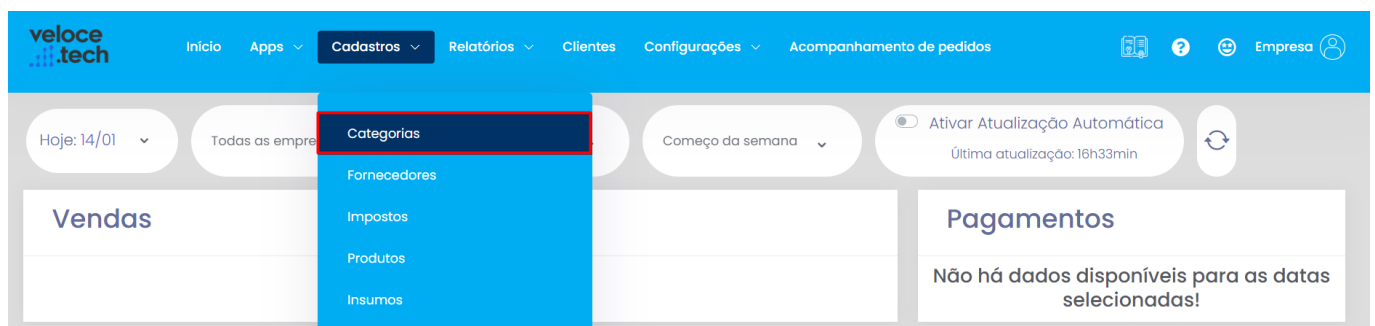 veloce
.tech
Início Apps Cadastros Relatórios Clientes Configurações Acompanhamento de pedidos Empresa
Hoje: 14/01 Todas as empre Começo da semana Ativar Atualização Automática
Última atualização: 16h33min
Categorias
Fornecedores
Impostos
Produtos
Insumos
Vendas
Pagamentos
Não há dados disponíveis para as datas
selecionadas!